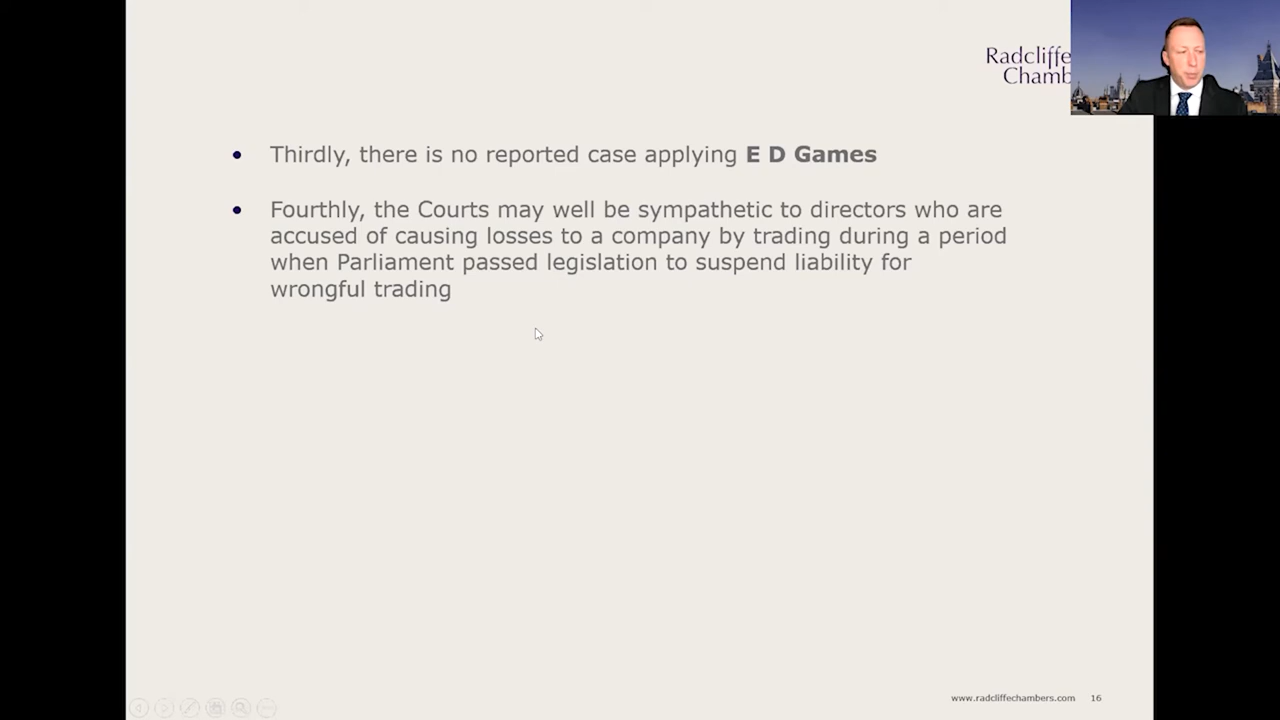 Radcliffe
Chamb
Thirdly, there is no reported case applying E D Games
Fourthly, the Courts may well be sympathetic to directors who are
accused of causing losses to a company by trading during a period
when Parliament passed legislation to suspend liability for
wrongful trading
www.radcliffechambers.com 16